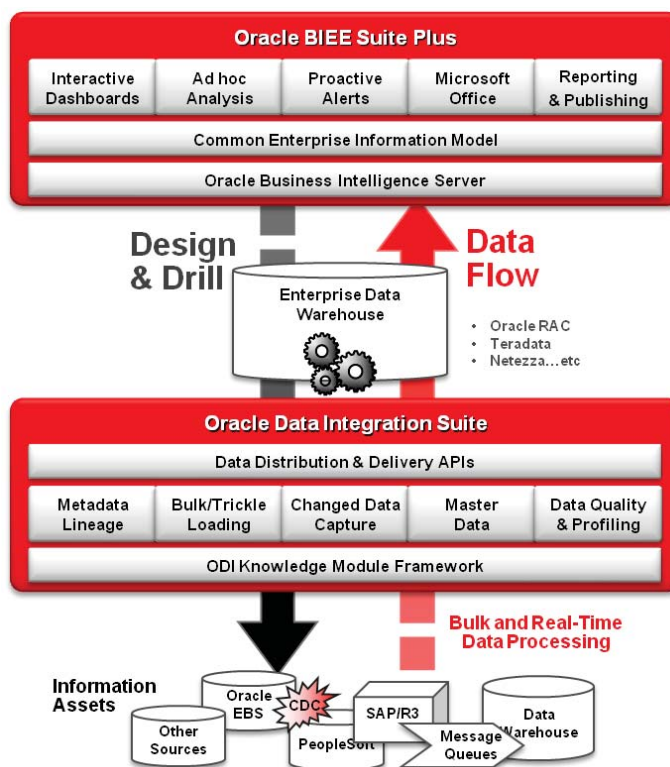 Oracle BIEE Suite Plus
Interactive
Dashboards
Ad hoc
Analysis
Proactive
Alerts
Microsoft
Office
Reporting
& Publishing
Common Enterprise Information Model
Oracle Business Intelligence Server
Design
& Drill
Data
Flow
Enterprise Data
Warehouse
• Oracle RAC
• Teradata
• Netezza...etc
Oracle Data Integration Suite
Data Distribution & Delivery APIs
Metadata
Lineage
Bulk/Trickle
Loading
Changed Data
Capture
Master
Data
Data Quality
& Profiling
ODI Knowledge Module Framework
Bulk and Real-Time
Data Processing
Information
Assets
Other
Sources
Oracle
EBS
CDC
PeopleSoft
SAP/R3
Message
Queues
Data
Warehouse